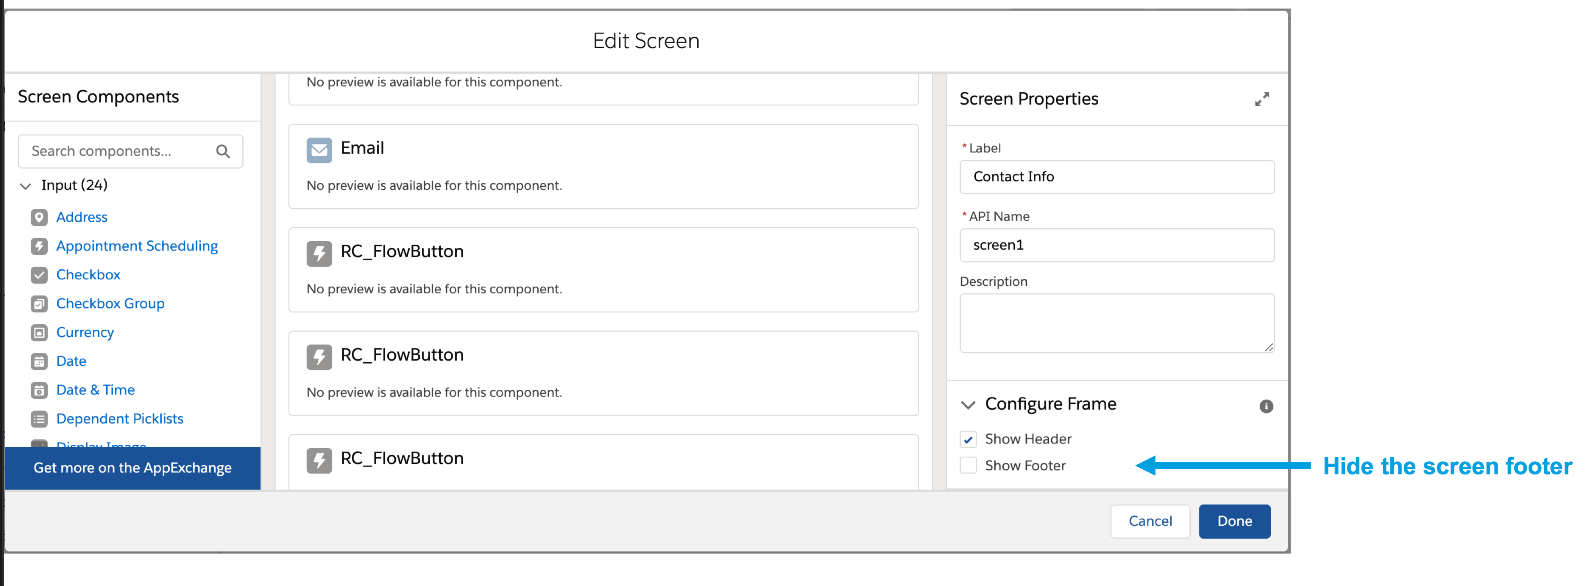 Edit Screen
Screen Components
Search components...
Input (24)
Address
Appointment Scheduling
Checkbox
Checkbox Group
Currency
Date
Date & Time
Dependent Picklists
Display Image
Get more on the AppExchange
No preview is available for this component.
Email
No preview is available for this component.
RC_FlowButton
No preview is available for this component.
RC_FlowButton
No preview is available for this component.
RC_FlowButton
Screen Properties
*Label
Contact Info
*API Name
screen1
Description
Configure Frame
Show Header
Show Footer
Hide the screen footer
Cancel
Done